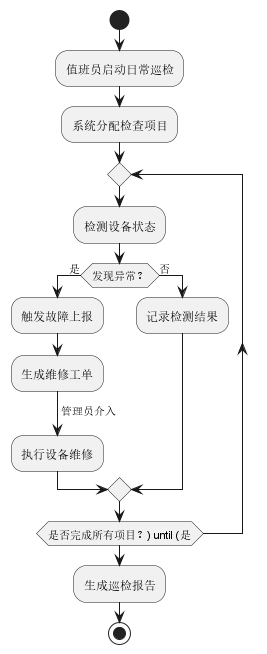 值班员启动日常巡检
系统分配检查项目
检测设备状态
是
发现异常?
否
触发故障上报
记录检测结果
生成维修工单
管理员介入
执行设备维修
是否完成所有项目?) until (是
生成巡检报告